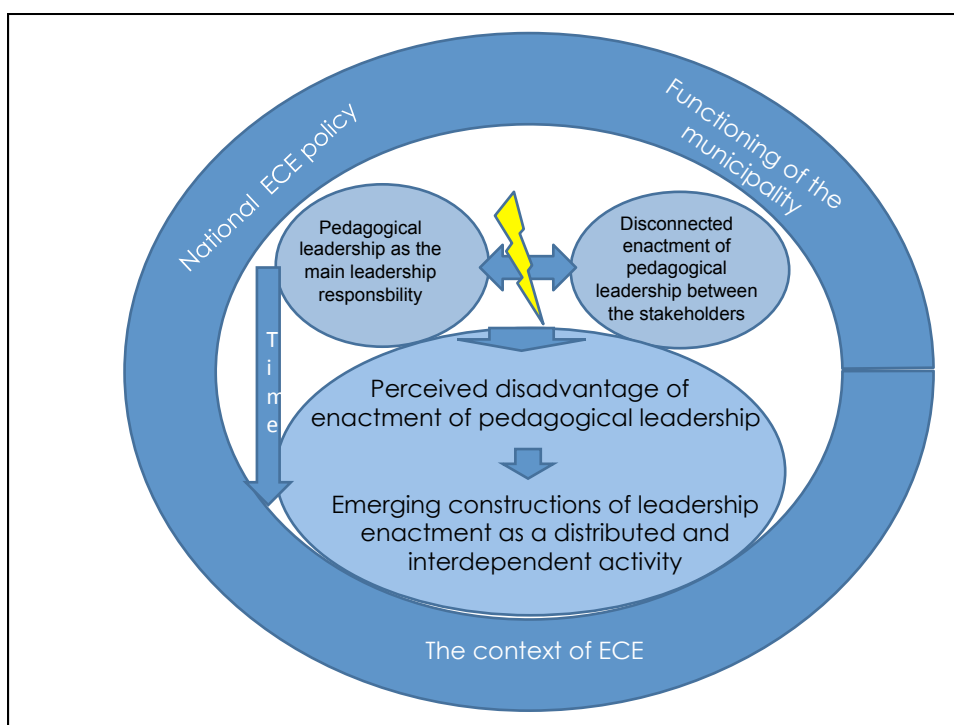 National ECE policy
Functioning of the
municipality
Pedagogical
leadership as the
main leadership
responsbility
Disconnected
enactment of
pedagogical
leadership between
the stakeholders
Time
Perceived disadvantage of
enactment of pedagogical leadership
Emerging constructions of leadership
enactment as a distributed and
interdependent activity
The context of ECE